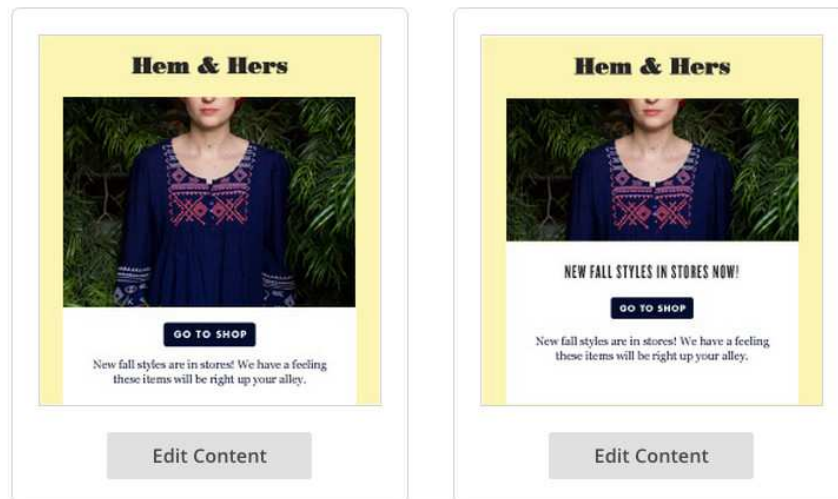 Hem & Hers
GO TO SHOP
New fall styles are in stores! We have a feeling
these items will be right up your alley.
Edit Content
Hem & Hers
NEW FALL STYLES IN STORES NOW!
GO TO SHOP
New fall styles are in stores! We have a feeling
these items will be right up your alley.
Edit Content